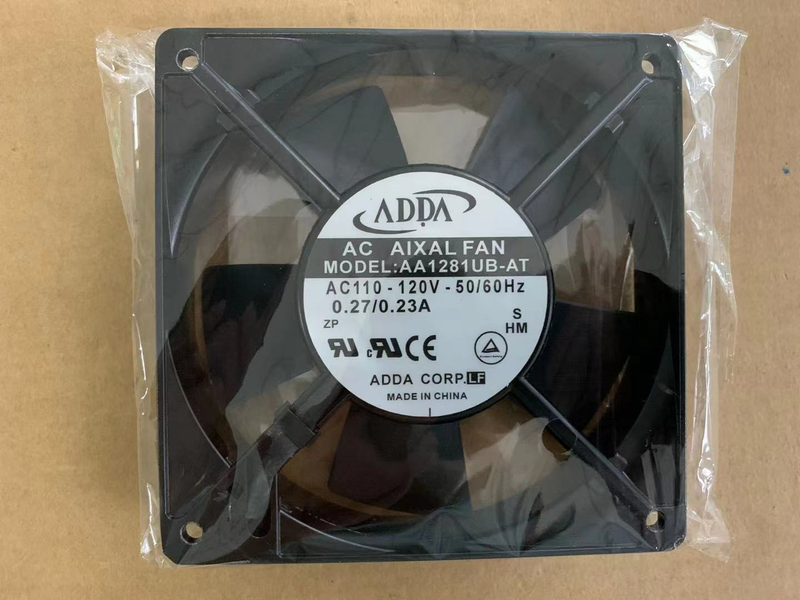 ADDA
AC AIXAL FAN
MODEL:AA1281UB-AT
AC110 - 120V - 50/60Hz
0.27/0.23A
ZP
S
HM
CE
ADDA CORP. LF
MADE IN CHINA